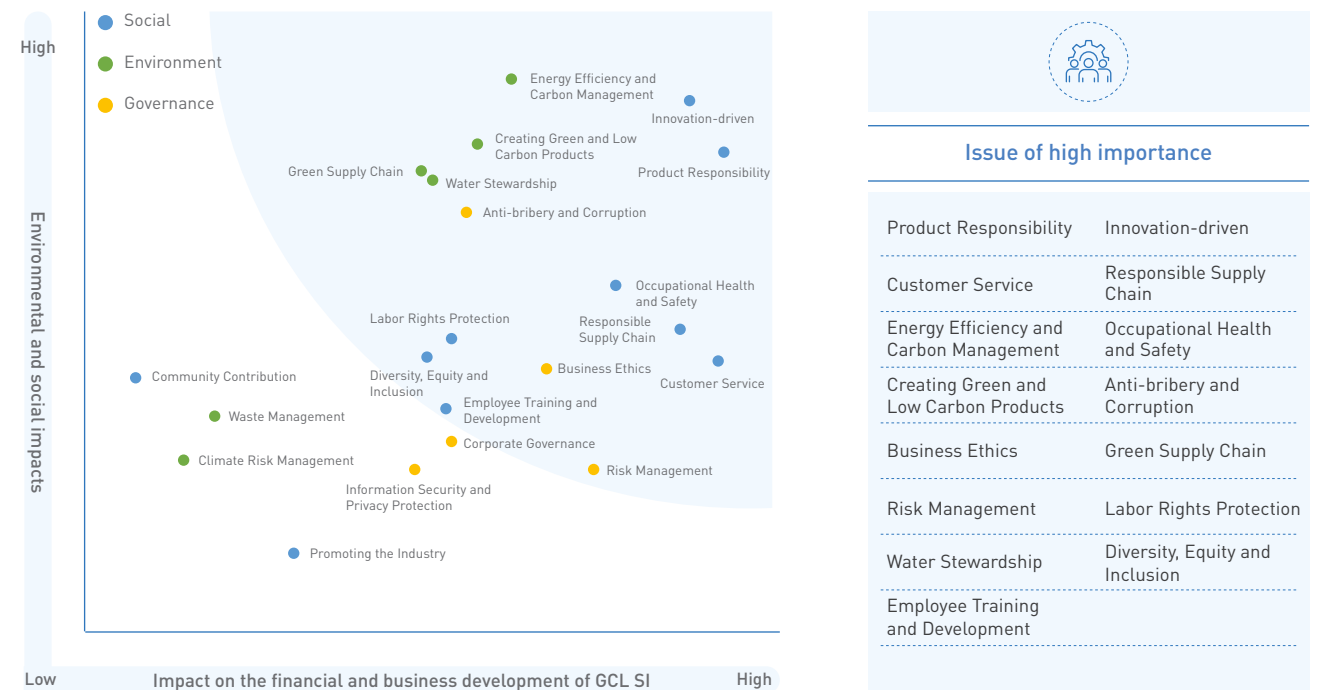 Social
High
Environment
Governance
Energy Efficiency and
Carbon Management
Innovation-driven
Creating Green and Low
Carbon Products
Product Responsibility
Green Supply Chain
Water Stewardship
Anti-bribery and Corruption
Occupational Health
and Safety
Labor Rights Protection
Responsible
Supply Chain
Business Ethics
Customer Service
Diversity, Equity and
Inclusion
Community Contribution
Employee Training and
Development
Waste Management
Corporate Governance
Climate Risk Management
Risk Management
Information Security and
Privacy Protection
Promoting the Industry
Environmental and social impacts
Low
Impact on the financial and business development of GCL SI
High
Issue of high importance
Product Responsibility
Innovation-driven
Customer Service
Responsible Supply
Chain
Energy Efficiency and
Carbon Management
Occupational Health
and Safety
Creating Green and
Low Carbon Products
Anti-bribery and
Corruption
Business Ethics
Green Supply Chain
Risk Management
Labor Rights Protection
Water Stewardship
Diversity, Equity and
Inclusion
Employee Training
and Development